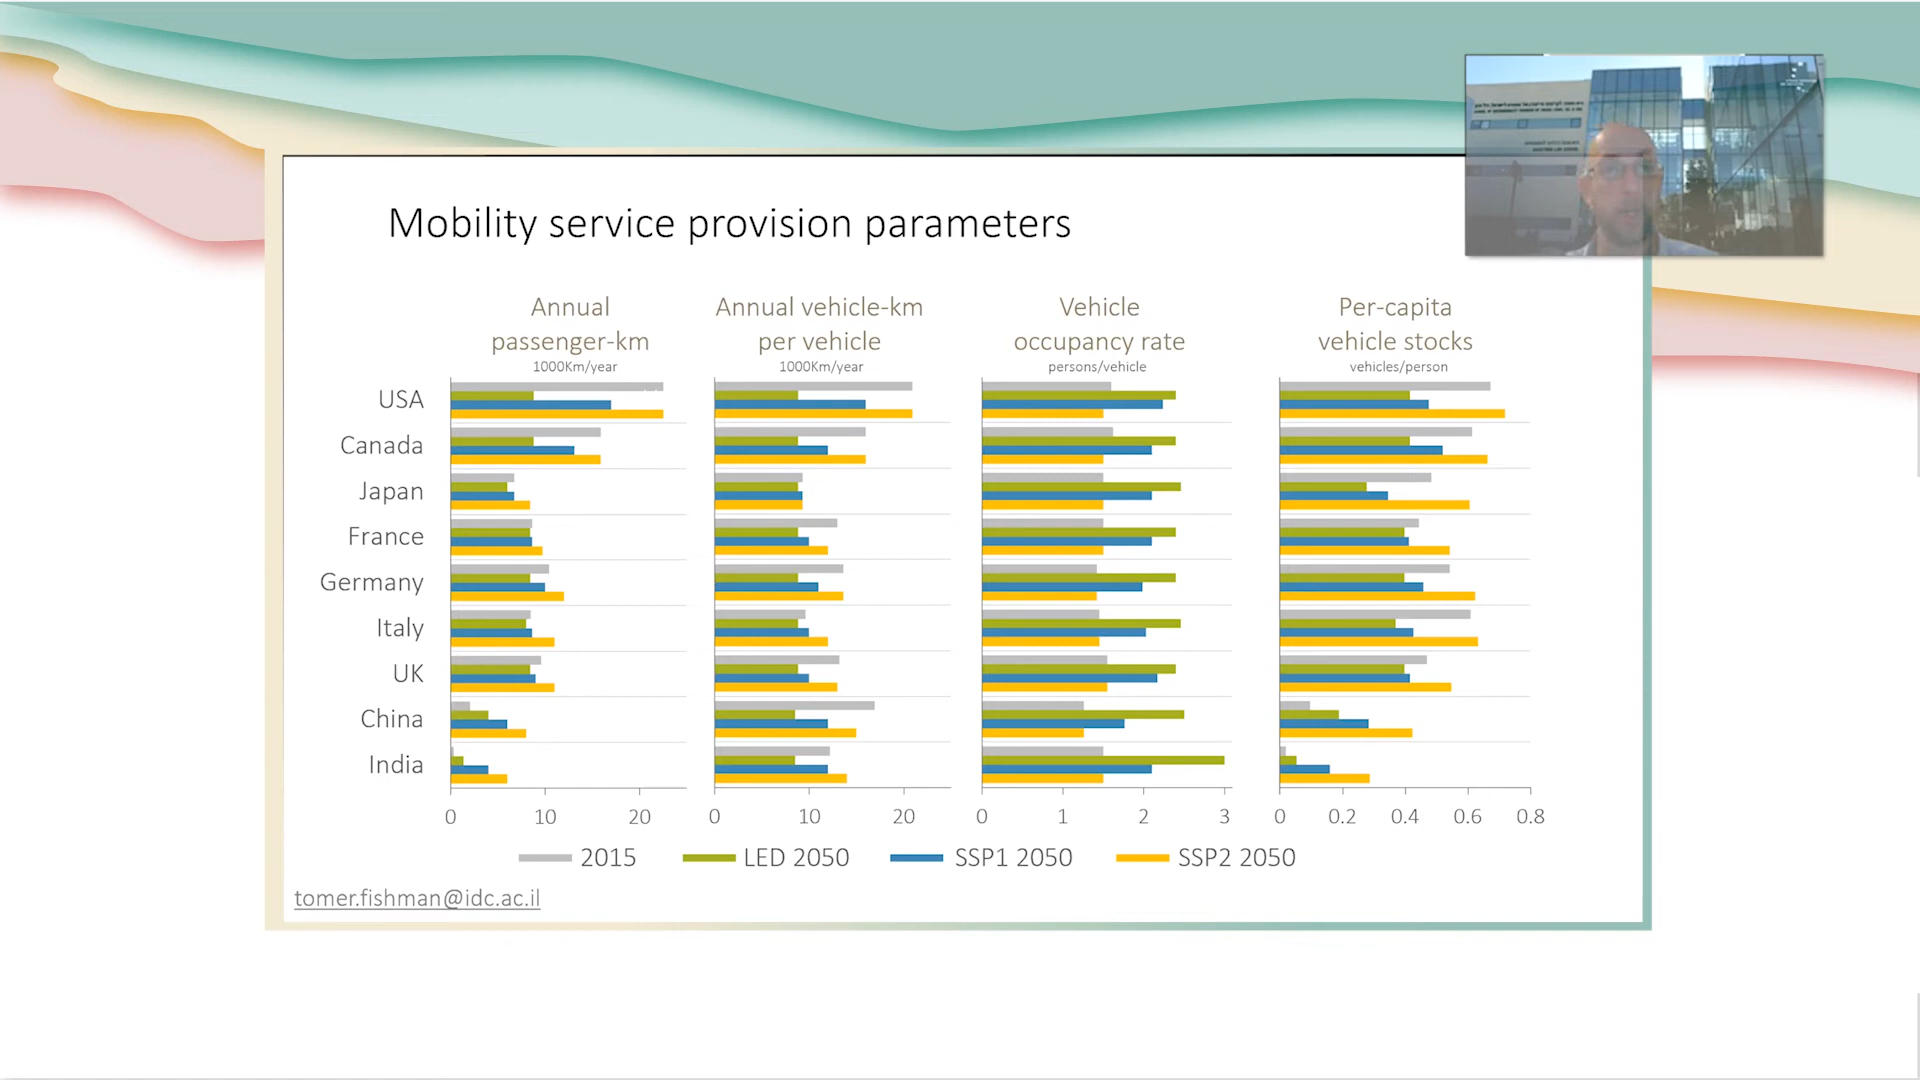 Mobility service provision parameters
Annual
passenger-km
1000Km/year
Annual vehicle-km
per vehicle
1000Km/year
Vehicle
occupancy rate
persons/vehicle
Per-capita
vehicle stocks
vehicles/person
USA
Canada
Japan
France
Germany
Italy
UK
China
India
0 10 20
0 10 20
0 1 2 3
0 0.2 0.4 0.6 0.8
2015 LED 2050 SSP1 2050 SSP2 2050
tomer.fishman@idc.ac.il